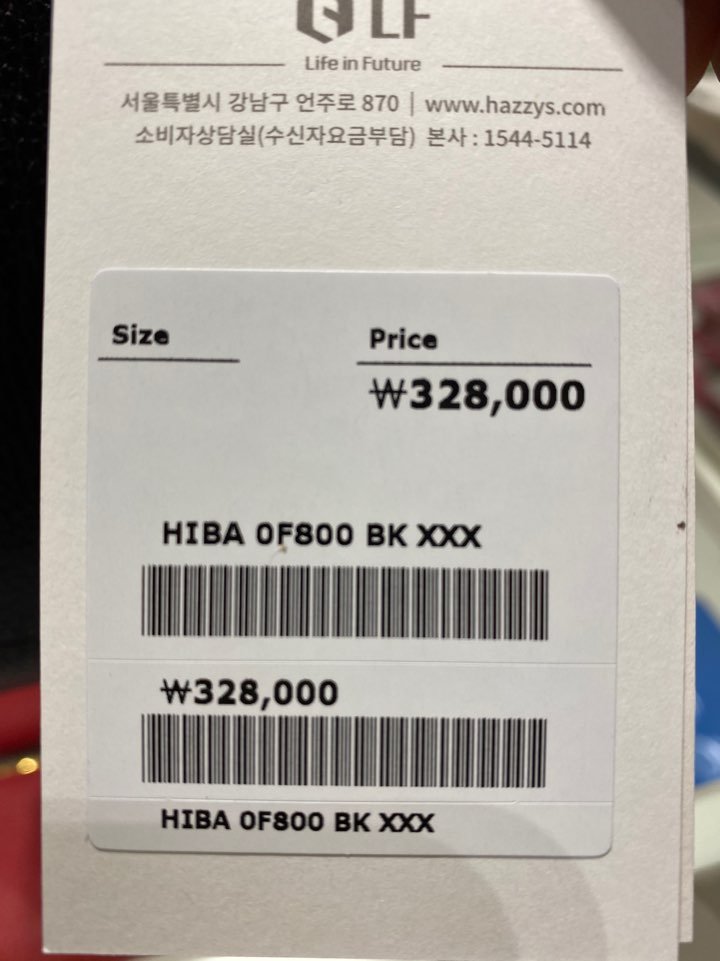 LF
Life in Future
서울특별시 강남구 언주로 870 | www.hazzys.com
소비자상담실(수신자요금부담) 본사 : 1544-5114
Size Price
₩328,000
HIBA 0F800 BK XXX
₩328,000
HIBA 0F800 BK XXX